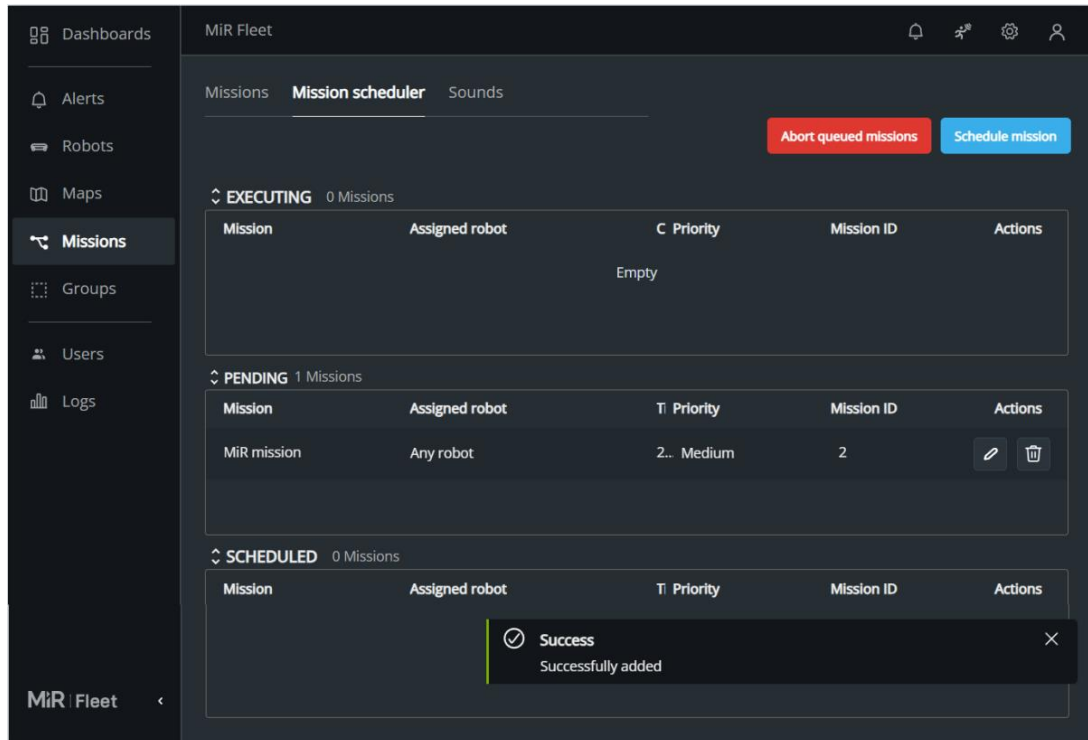 Dashboards
MiR Fleet
Alerts
Robots
Maps
Missions
Groups
Users
Logs
MiR Fleet
Missions Mission scheduler Sounds
Abort queued missions Schedule mission
EXECUTING 0 Missions
Mission Assigned robot C Priority Mission ID Actions
Empty
PENDING 1 Missions
Mission Assigned robot T Priority Mission ID Actions
MiR mission Any robot 2... Medium 2
SCHEDULED 0 Missions
Mission Assigned robot T Priority Mission ID Actions
Success
Successfully added